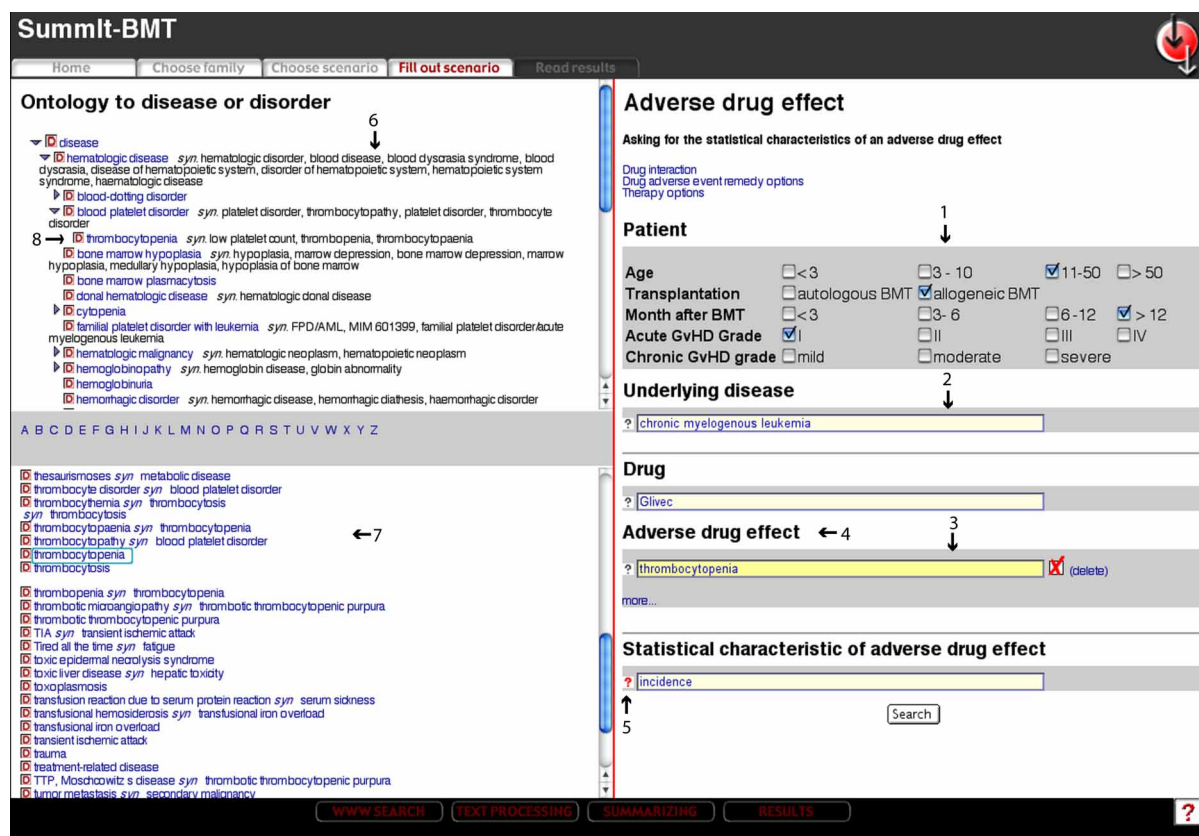 SummIt-BMT
Home Choose family Choose scenario Fill out scenario Read results
Ontology to disease or disorder
6
disease
hematologic disease syn. hematologic disorder, blood disease, blood dyscrasia syndrome, blood
dyscrasia, disease of hematopoietic system, disorder of hematopoietic system, hematopoietic system
syndrome, haematologic disease
blood-clotting disorder
blood platelet disorder syn. platelet disorder, thrombocytopathy, platelet disorder, thrombocyte
disorder
8 → D thrombocytopenia syn. low platelet count, thrombopenia, thrombocytopaenia
bone marrow hypoplasia syn. hypoplasia, marrow depression, bone marrow depression, marrow
hypoplasia, medullary hypoplasia, hypoplasia of bone marrow
D bone marrow plasmacytosis
D clonal hematologic disease syn. hematologic clonal disease
D cytopenia
D familial platelet disorder with leukemia syn. FPD/AML, MIM 601399, familial platelet disorder/acute
myelogenous leukemia
D hematologic malignancy syn. hematologic neoplasm, hematopoietic neoplasm
D hemoglobinopathy syn. hemoglobin disease, globin abnormality
D hemoglobinuria
D hemorrhagic disorder syn. hemorrhagic disease, hemorrhagic diathesis, haemorrhagic disorder
A B C D E F G H I J K L M N O P Q R S T U V W X Y Z
D thesaurismoses syn metabolic disease
D thrombocyte disorder syn blood platelet disorder
D thrombocythemia syn thrombocytosis
syn thrombocytosis
D thrombocytopaenia syn thrombocytopenia
D thrombocytopathy syn blood platelet disorder
←7
D thrombocytopenia
D thrombocytosis
D thrombopenia syn thrombocytopenia
D thrombotic microangiopathy syn thrombotic thrombocytopenic purpura
D thrombotic thrombocytopenic purpura
D TIA syn transient ischemic attack
D Tired all the time syn fatigue
D toxic epidermal necrolysis syndrome
D toxic liver disease syn hepatic toxicity
D toxoplasmosis
D transfusion reaction due to serum protein reaction syn serum sickness
D transfusional hemosiderosis syn transfusional iron overload
D transfusional iron overload
D transient ischemic attack
D trauma
D treatment-related disease
D TTP, Moschcowitz s disease syn thrombotic thrombocytopenic purpura
D tumor metastasis syn secondary malignancy
Adverse drug effect
Asking for the statistical characteristics of an adverse drug effect
Drug interaction
Drug adverse event remedy options
Therapy options
1
Patient
Age <3 3 - 10 11-50 > 50
Transplantation autologous BMT allogeneic BMT
Month after BMT <3 3- 6 6 -12 > 12
Acute GvHD Grade I II III IV
Chronic GvHD grade mild moderate severe
2
Underlying disease
? chronic myelogenous leukemia
Drug
? Glivec
Adverse drug effect ← 4
3
? thrombocytopenia (delete)
more...
Statistical characteristic of adverse drug effect
? incidence
5
Search
WWW SEARCH TEXT PROCESSING SUMMARIZING RESULTS ?